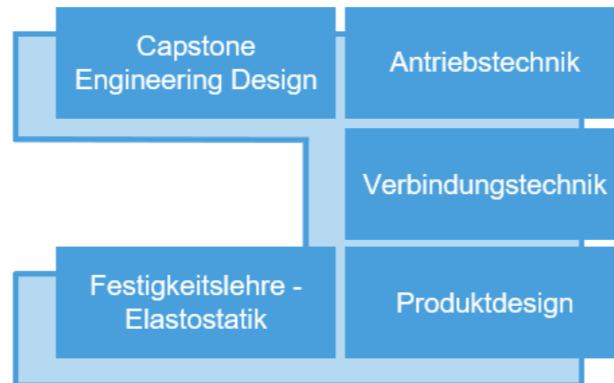 Capstone
Engineering Design
Antriebstechnik
Verbindungstechnik
Festigkeitslehre -
Elastostatik
Produktdesign